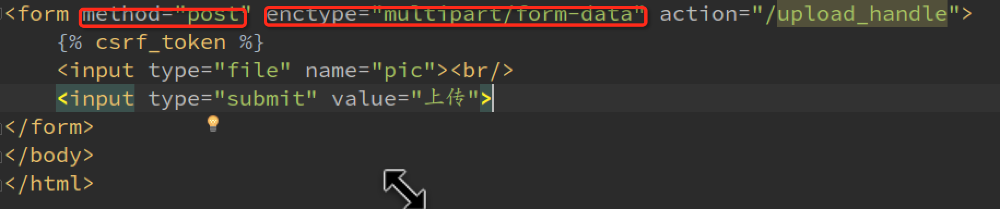 <form method="post" enctype="multipart/form-data" action="/upload_handle">
{% csrf_token %}
<input type="file" name="pic"><br/>
<input type="submit" value="上传">
</form>
</body>
</html>